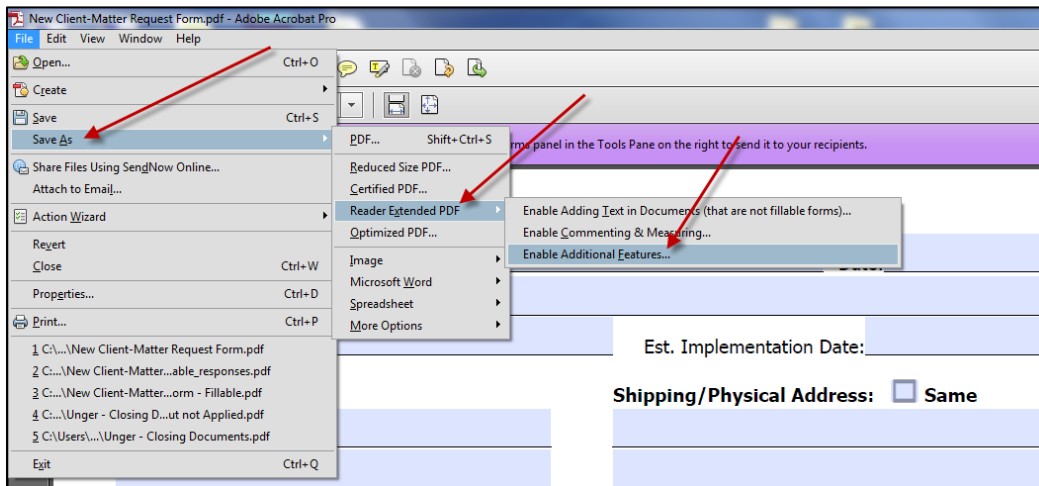 New Client-Matter Request Form.pdf - Adobe Acrobat Pro
File Edit View Window Help
Open... Ctrl+O
Create
Save Ctrl+S
Save As
Share Files Using SendNow Online...
Attach to Email...
Action Wizard
Revert
Close Ctrl+W
Properties... Ctrl+D
Print... Ctrl+P
1 C:\...\New Client-Matter Request Form.pdf
2 C:\...\New Client-Matter...able_responses.pdf
3 C:\...\New Client-Matter...orm - Fillable.pdf
4 C:...\Unger - Closing D...ut not Applied.pdf
5 C:\Users\...\Unger - Closing Documents.pdf
Exit Ctrl+Q
PDF... Shift+Ctrl+S
Reduced Size PDF...
Certified PDF...
Reader Extended PDF
Optimized PDF...
Image
Microsoft Word
Spreadsheet
More Options
Enable Adding Text in Documents (that are not fillable forms)...
Enable Commenting & Measuring...
Enable Additional Features...
panel in the Tools Pane on the right to send it to your recipients.
Est. Implementation Date:
Shipping/Physical Address: Same